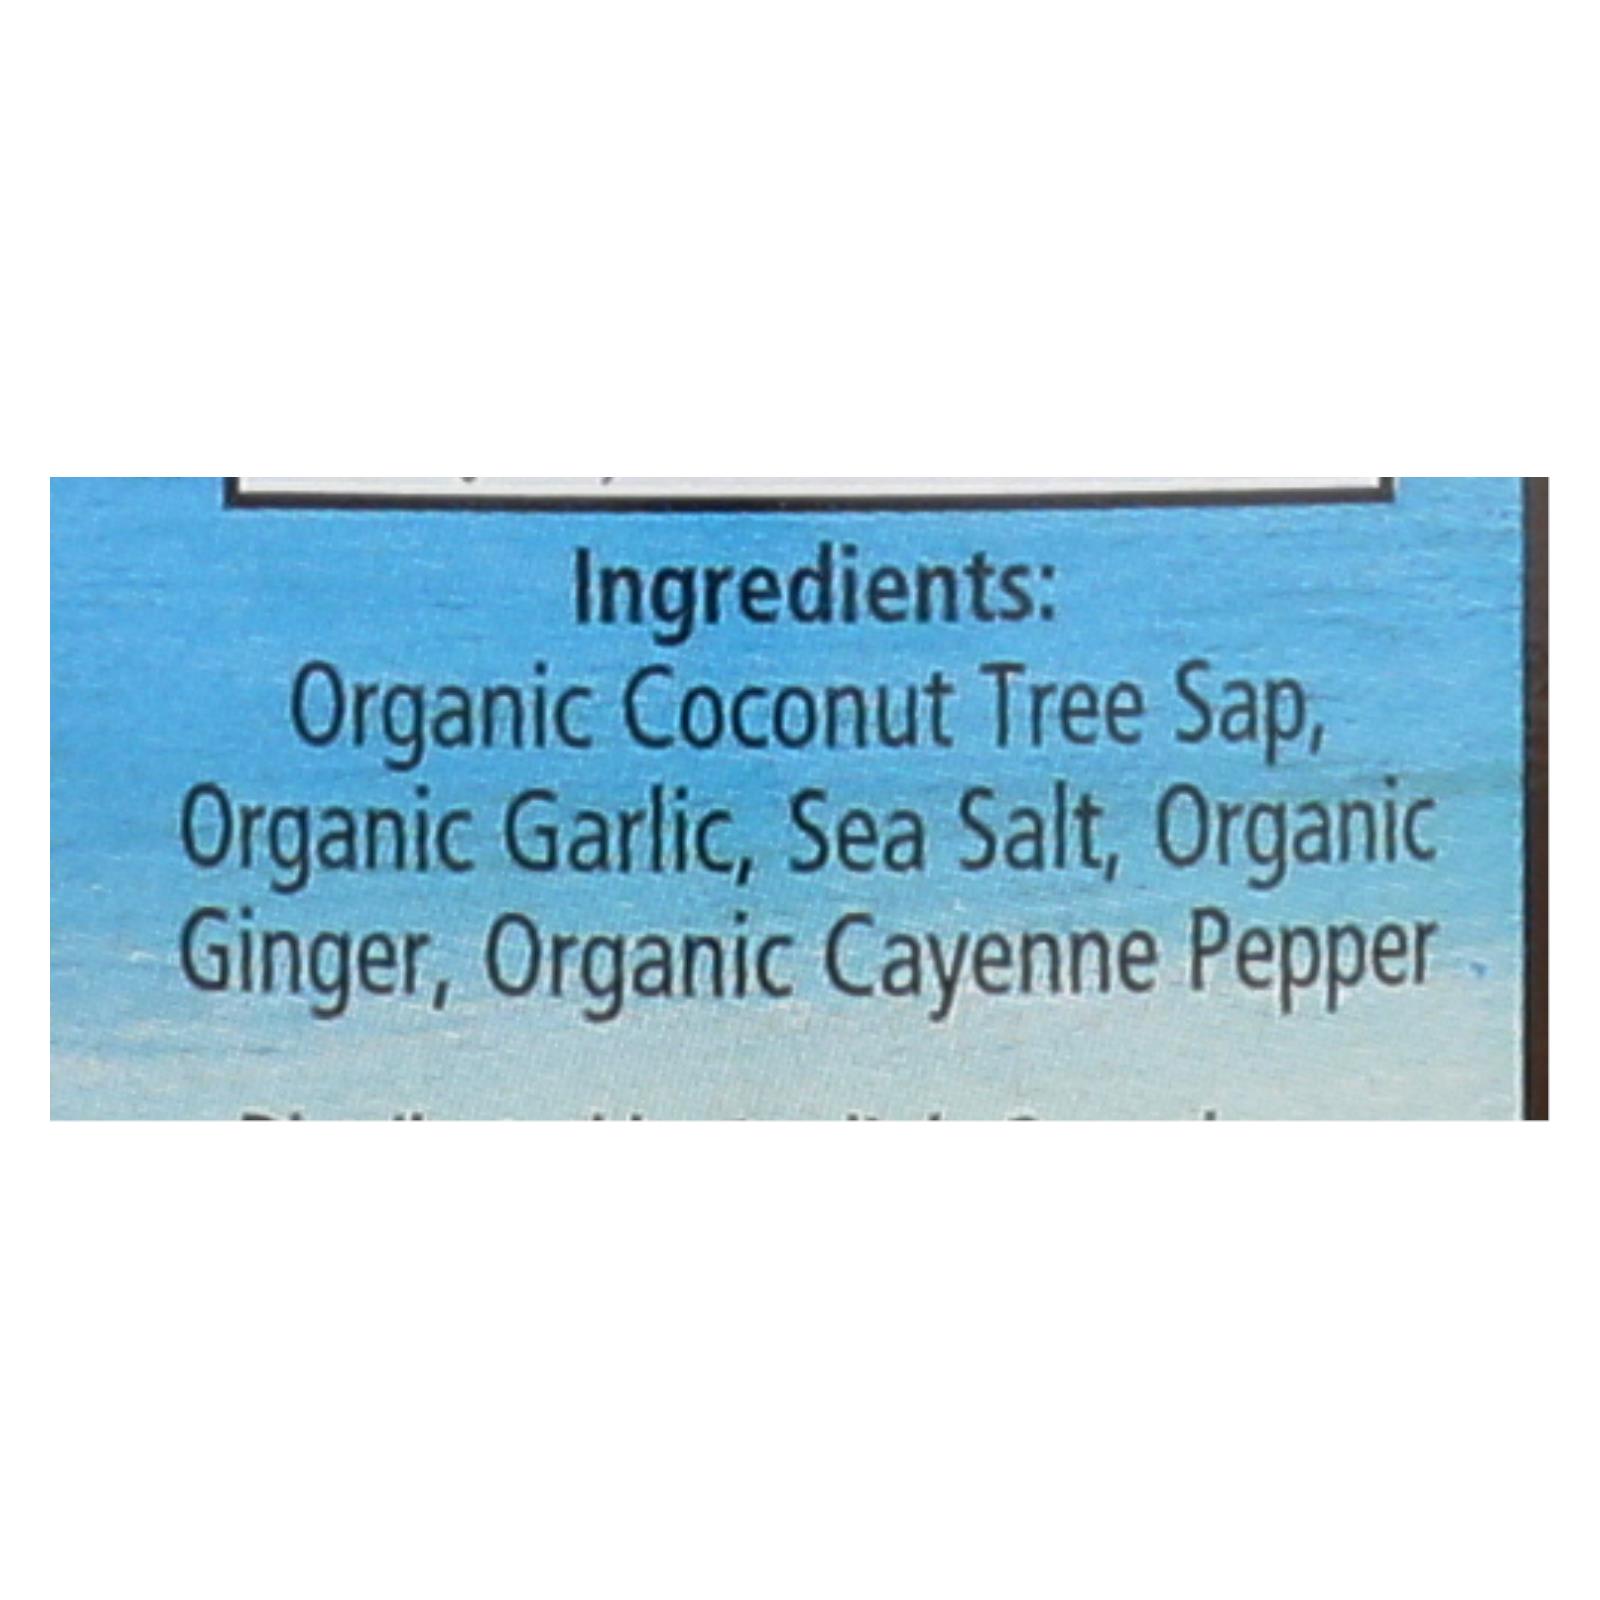 Ingredients:
Organic Coconut Tree Sap,
Organic Garlic, Sea Salt, Organic
Ginger, Organic Cayenne Pepper